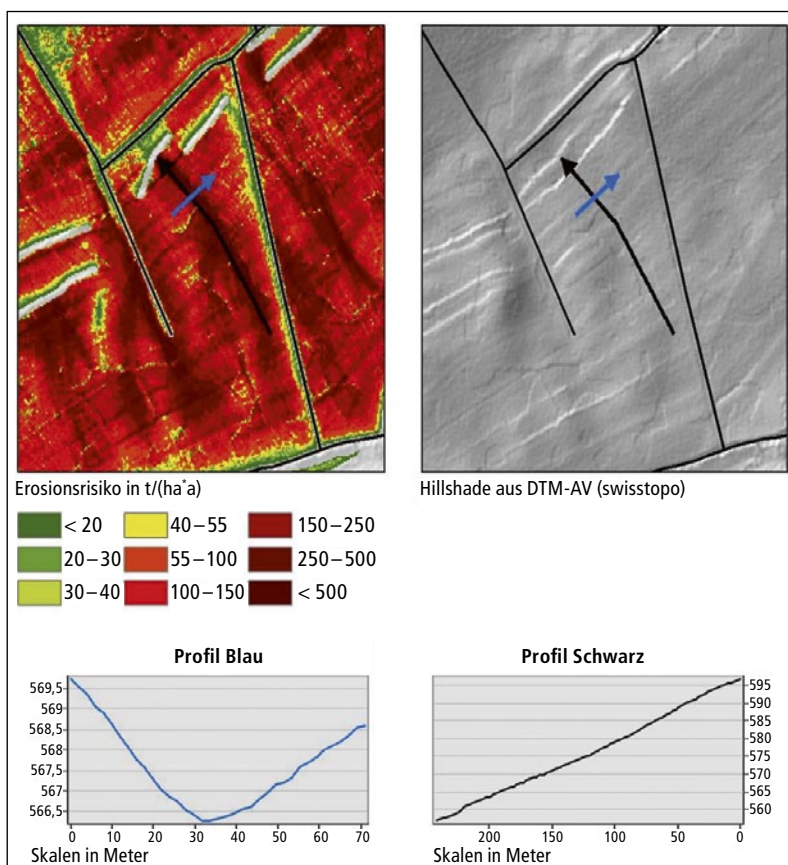 Erosionsrisiko in t/(ha*a)
Hillshade aus DTM-AV (swisstopo)
< 20 40–55 150–250
20–30 55–100 250–500
30–40 100–150 < 500
Profil Blau
569,5
569
568,5
568
567,5
567
566,5
0 10 20 30 40 50 60 70
Skalen in Meter
Profil Schwarz
595
590
585
580
575
570
565
560
200 150 100 50 0
Skalen in Meter